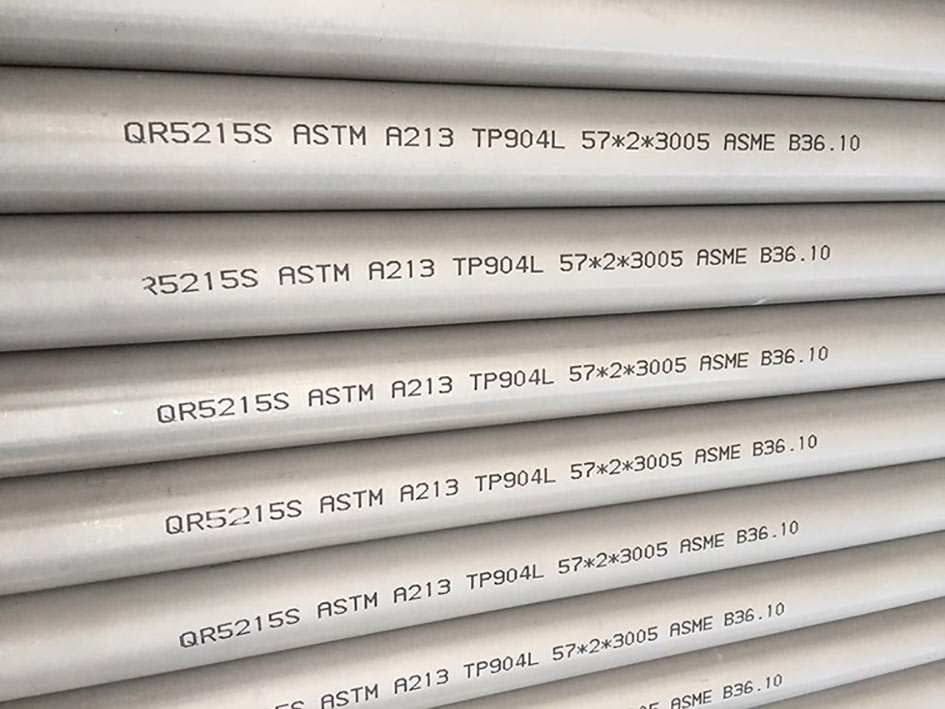 QR5215S ASTM A213 TP904L 57*2*3005 ASME B36.10
R5215S ASTM A213 TP904L 57*2*3005 ASME B36.10
QR5215S ASTM A213 TP904L 57*2*3005 ASME B36.10
QR5215S ASTM A213 TP904L 57*2*3005 ASME B36.10
QR5215S ASTM A213 TP904L 57*2*3005 ASME B36.10
ASTM A213 TP904L 57*2*3005 ASME B36.10
ASME B36.10